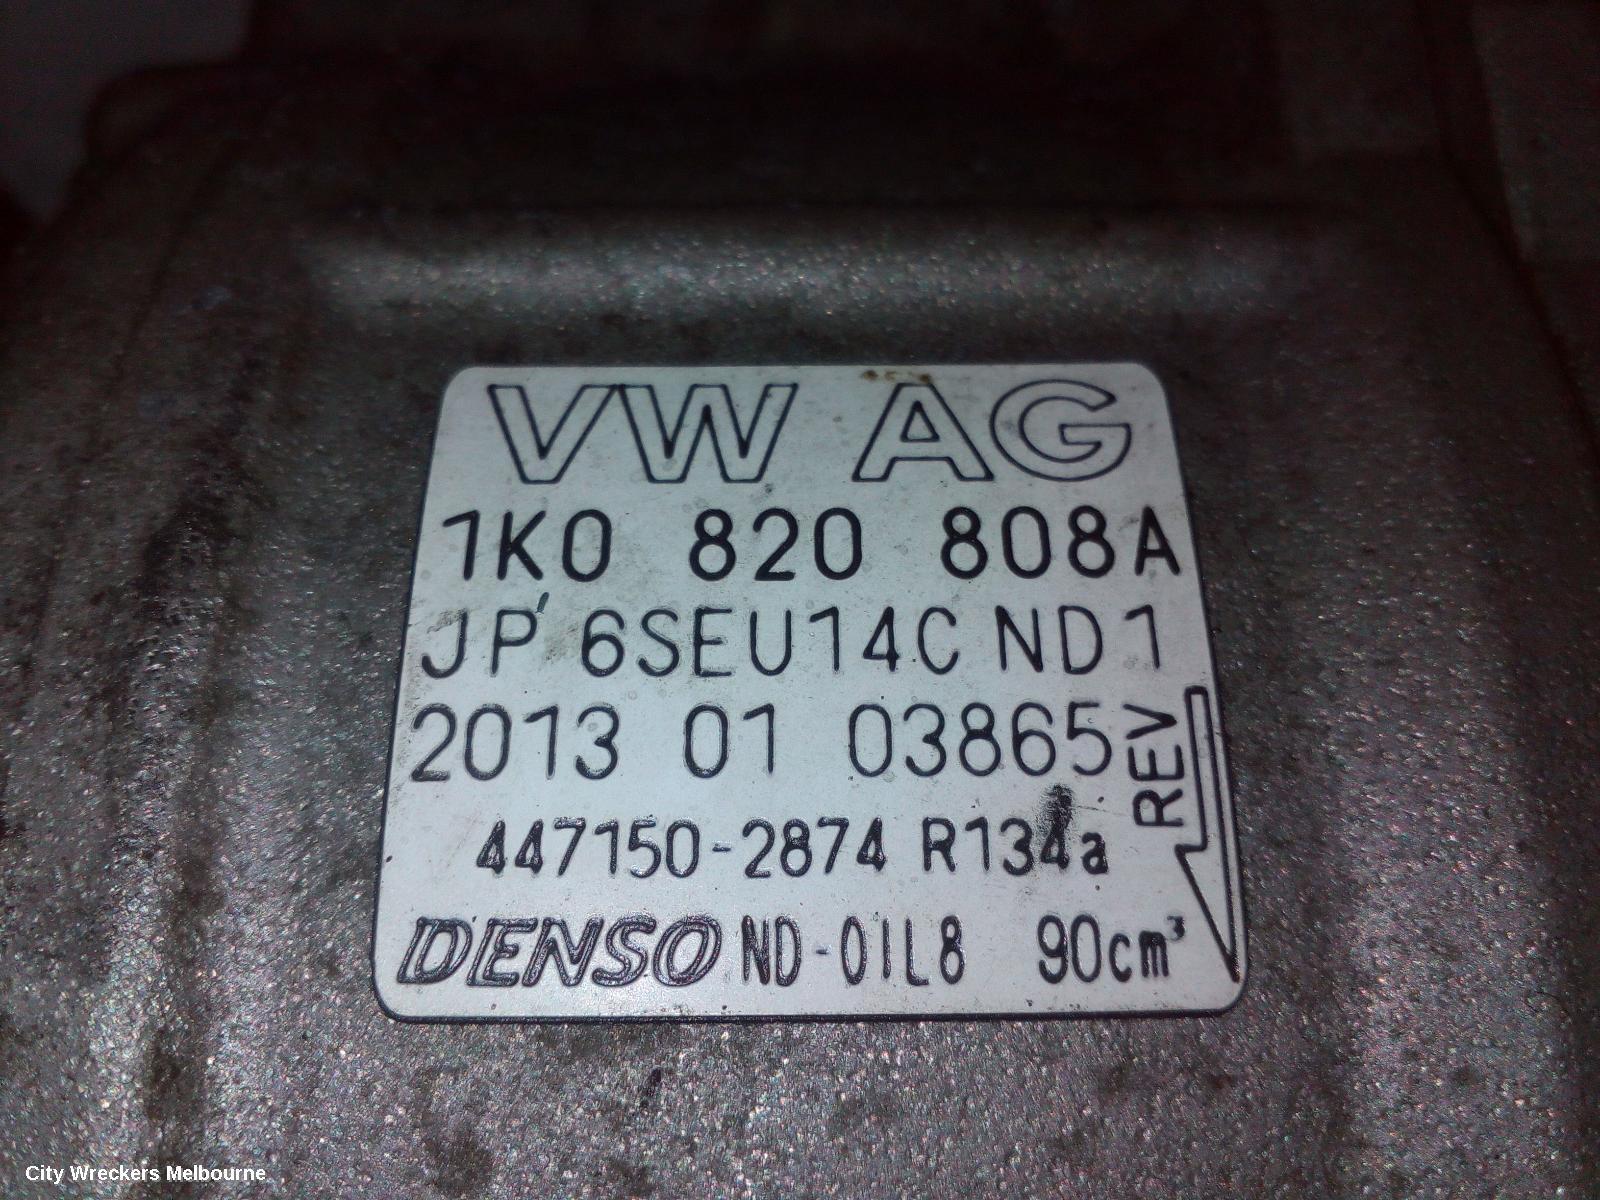 VW AG
1K0 820 808A
JP 6SEU14C ND1
2013 01 03865
REV
447150-2874 R134a
DENSO ND-OIL8 90cm³
City Wreckers Melbourne